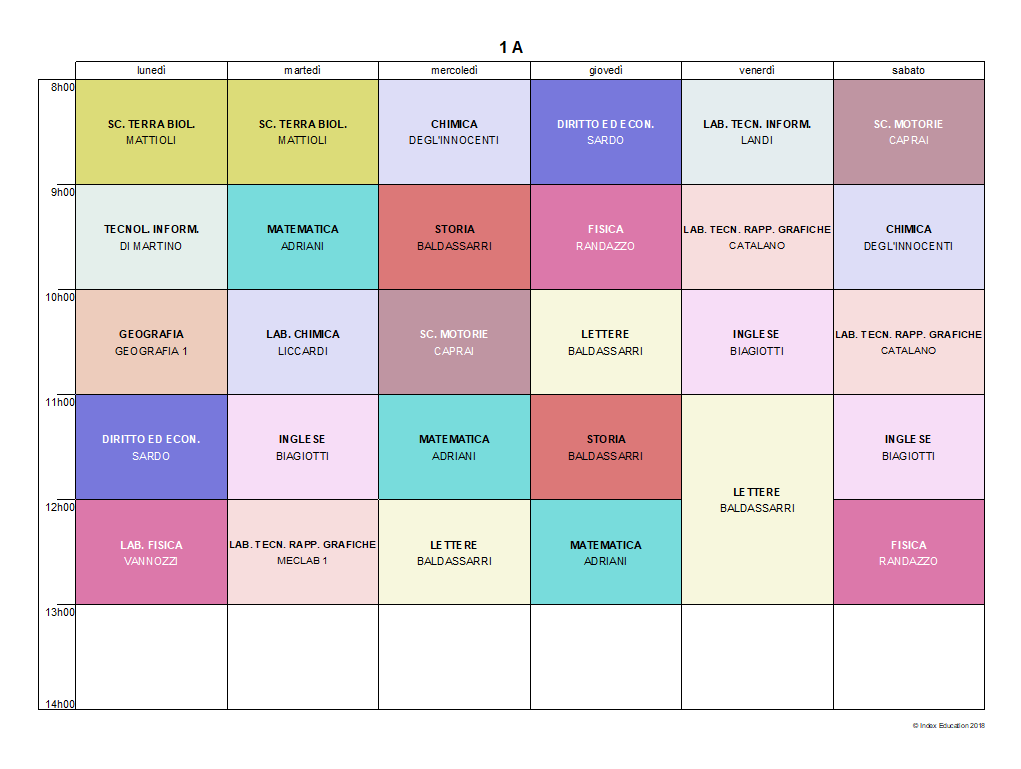 1 A
lunedì martedì mercoledì giovedì venerdì sabato
8h00
SC. TERRA BIOL. SC. TERRA BIOL. CHIMICA DIRITTO ED ECON. LAB. TECN. INFORM. SC. MOTORIE
MATTIOLI MATTIOLI DEGL'INNOCENTI SARDO LANDI CAPRAI
9h00
TECNOL. INFORM. MATEMATICA STORIA FISICA LAB. TECN. RAPP. GRAFICHE CHIMICA
DI MARTINO ADRIANI BALDASSARRI RANDAZZO CATALANO DEGL'INNOCENTI
10h00
GEOGRAFIA LAB. CHIMICA SC. MOTORIE LETTERE INGLESE LAB. TECN. RAPP. GRAFICHE
GEOGRAFIA 1 LICCARDI CAPRAI BALDASSARRI BIAGIOTTI CATALANO
11h00
DIRITTO ED ECON. INGLESE MATEMATICA STORIA INGLESE
SARDO BIAGIOTTI ADRIANI BALDASSARRI BIAGIOTTI
LETTERE
12h00
BALDASSARRI
LAB. FISICA LAB. TECN. RAPP. GRAFICHE LETTERE MATEMATICA FISICA
VANNOZZI MECLAB 1 BALDASSARRI ADRIANI RANDAZZO
13h00
14h00
© Index Education 2018